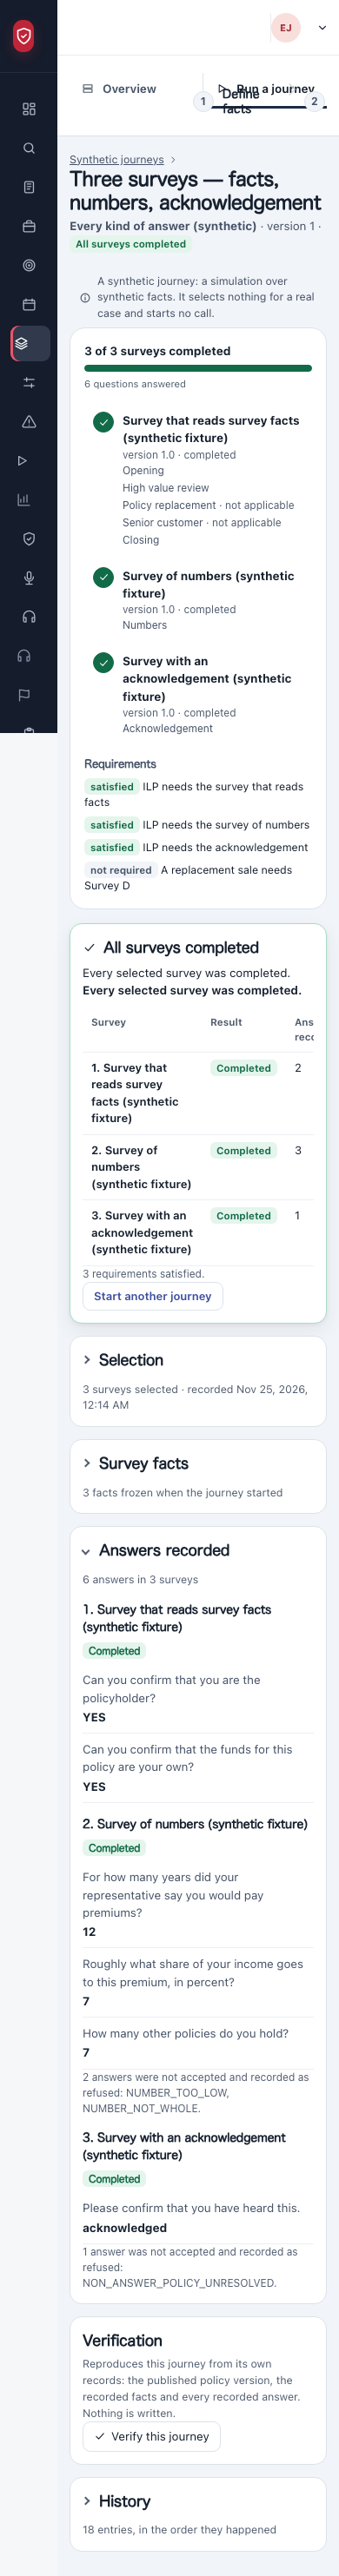 EJ
Overview
Run a journey
1
Define
facts
2
Synthetic journeys
Three surveys — facts,
numbers, acknowledgement
Every kind of answer (synthetic) · version 1 ·
All surveys completed
A synthetic journey: a simulation over
synthetic facts. It selects nothing for a real
case and starts no call.
3 of 3 surveys completed
6 questions answered
Survey that reads survey facts
(synthetic fixture)
version 1.0 · completed
Opening
High value review
Policy replacement · not applicable
Senior customer · not applicable
Closing
Survey of numbers (synthetic
fixture)
version 1.0 · completed
Numbers
Survey with an
acknowledgement (synthetic
fixture)
version 1.0 · completed
Acknowledgement
Requirements
satisfied ILP needs the survey that reads
facts
satisfied ILP needs the survey of numbers
satisfied ILP needs the acknowledgement
not required A replacement sale needs
Survey D
All surveys completed
Every selected survey was completed.
Every selected survey was completed.
Survey Result Ans
reco
1. Survey that Completed 2
reads survey
facts (synthetic
fixture)
2. Survey of Completed 3
numbers
(synthetic fixture)
3. Survey with an Completed 1
acknowledgement
(synthetic fixture)
3 requirements satisfied.
Start another journey
Selection
3 surveys selected · recorded Nov 25, 2026,
12:14 AM
Survey facts
3 facts frozen when the journey started
Answers recorded
6 answers in 3 surveys
1. Survey that reads survey facts
(synthetic fixture)
Completed
Can you confirm that you are the
policyholder?
YES
Can you confirm that the funds for this
policy are your own?
YES
2. Survey of numbers (synthetic fixture)
Completed
For how many years did your
representative say you would pay
premiums?
12
Roughly what share of your income goes
to this premium, in percent?
7
How many other policies do you hold?
7
2 answers were not accepted and recorded as
refused: NUMBER_TOO_LOW,
NUMBER_NOT_WHOLE.
3. Survey with an acknowledgement
(synthetic fixture)
Completed
Please confirm that you have heard this.
acknowledged
1 answer was not accepted and recorded as
refused:
NON_ANSWER_POLICY_UNRESOLVED.
Verification
Reproduces this journey from its own
records: the published policy version, the
recorded facts and every recorded answer.
Nothing is written.
Verify this journey
History
18 entries, in the order they happened